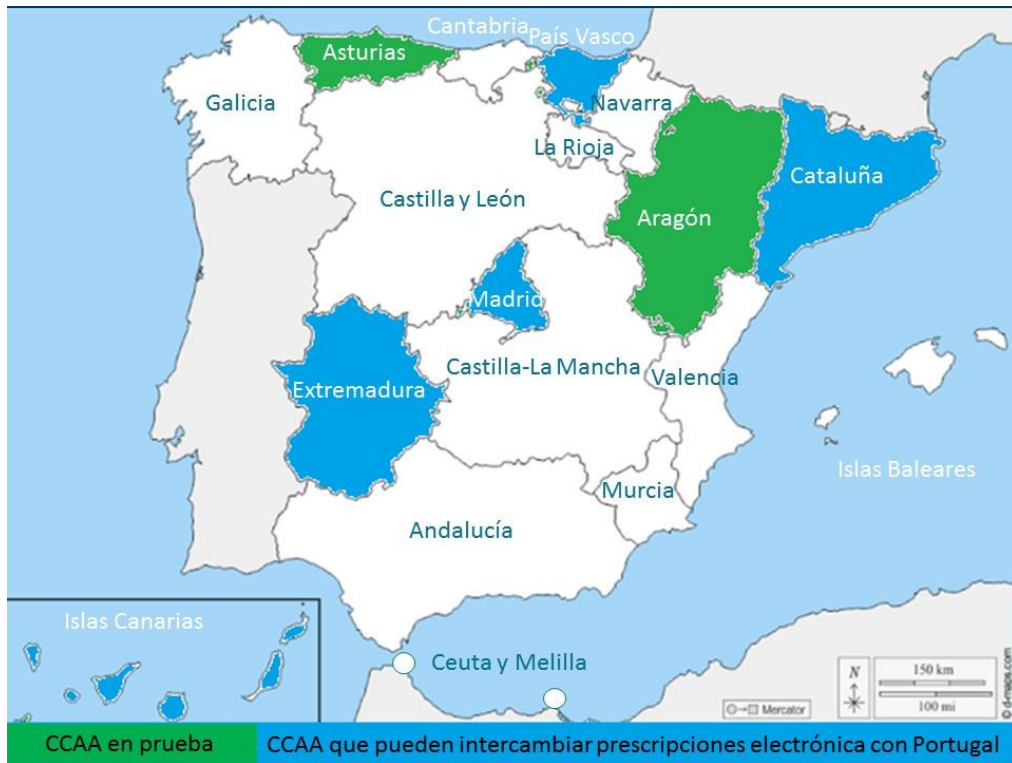 Cantabria
País Vasco
Asturias
Galicia
Navarra
La Rioja
Cataluña
Castilla y León
Aragón
Madrid
Castilla-La Mancha
Valencia
Extremadura
Islas Baleares
Murcia
Andalucía
Islas Canarias
Ceuta y Melilla
N
150 km
100 mi
Mercator
© d-maps.com
CCAA en prueba
CCAA que pueden intercambiar prescripciones electrónica con Portugal